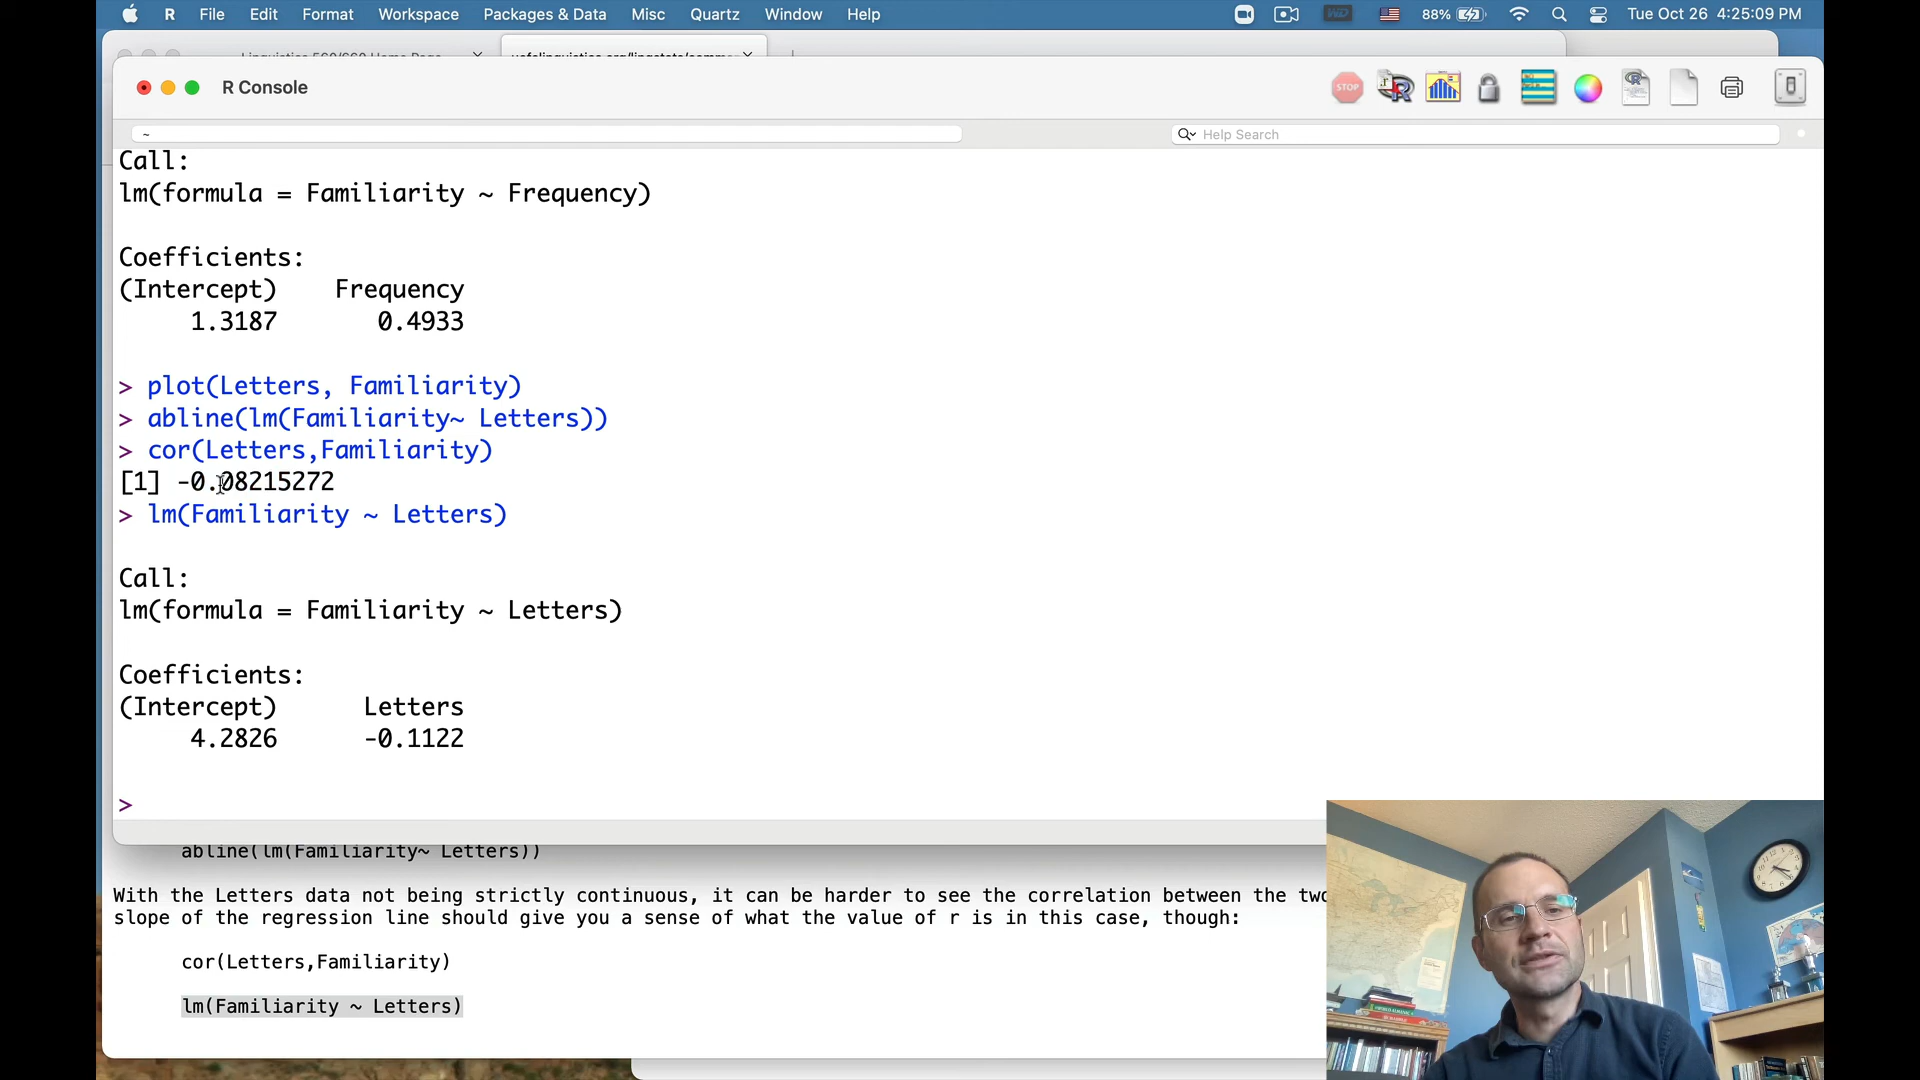 R File Edit Format Workspace Packages & Data Misc Quartz Window Help 88% Tue Oct 26 4:25:09 PM
R Console
STOP
~
Help Search
Call:
lm(formula = Familiarity ~ Frequency)
Coefficients:
(Intercept) Frequency
1.3187 0.4933
> plot(Letters, Familiarity)
> abline(lm(Familiarity~ Letters))
> cor(Letters,Familiarity)
[1] -0.08215272
> lm(Familiarity ~ Letters)
Call:
lm(formula = Familiarity ~ Letters)
Coefficients:
(Intercept) Letters
4.2826 -0.1122
>
abline(lm(Familiarity~ Letters))
With the Letters data not being strictly continuous, it can be harder to see the correlation between the two
slope of the regression line should give you a sense of what the value of r is in this case, though:
cor(Letters,Familiarity)
lm(Familiarity ~ Letters)